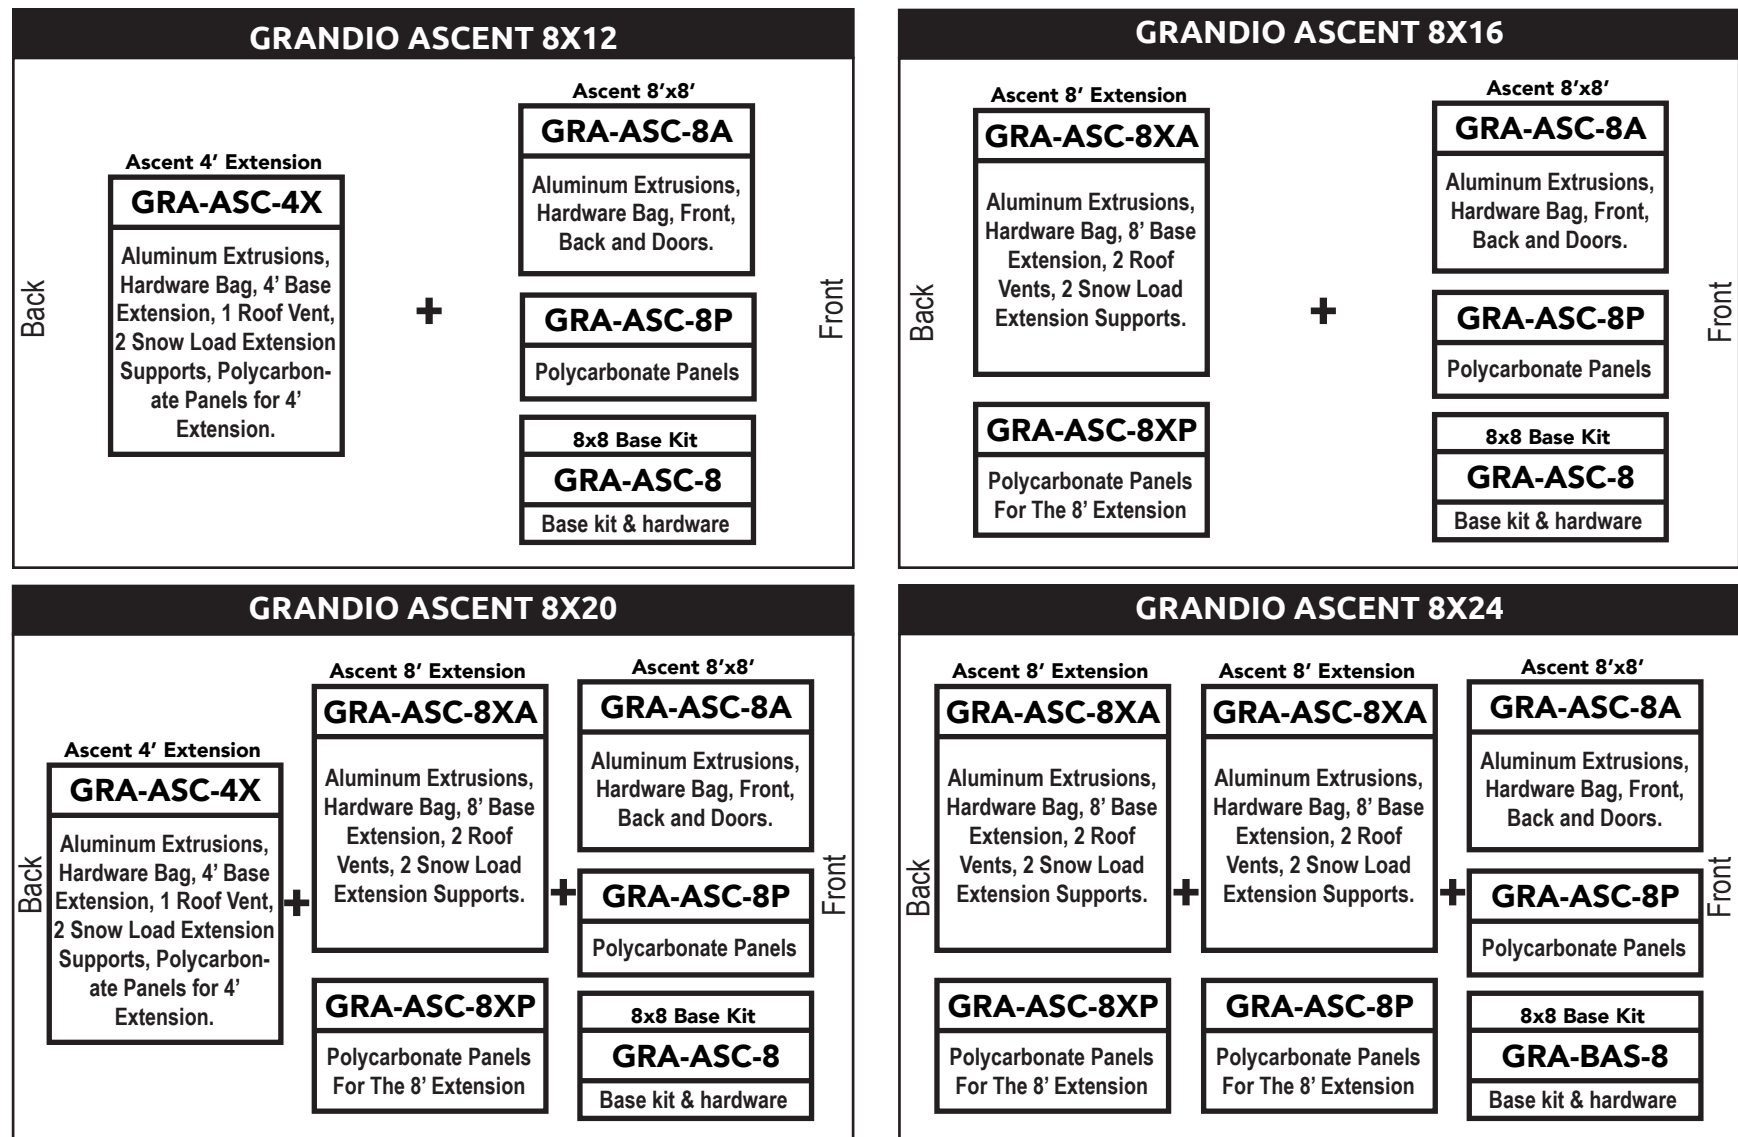 GRANDIO ASCENT 8X12
Back
Ascent 4’ Extension
GRA-ASC-4X
Aluminum Extrusions,
Hardware Bag, 4’ Base
Extension, 1 Roof Vent,
2 Snow Load Extension
Supports, Polycarbon-
ate Panels for 4’
Extension.
+
Ascent 8’x8’
GRA-ASC-8A
Aluminum Extrusions,
Hardware Bag, Front,
Back and Doors.
GRA-ASC-8P
Polycarbonate Panels
8x8 Base Kit
GRA-ASC-8
Base kit & hardware
Front
GRANDIO ASCENT 8X16
Back
Ascent 8’ Extension
GRA-ASC-8XA
Aluminum Extrusions,
Hardware Bag, 8’ Base
Extension, 2 Roof
Vents, 2 Snow Load
Extension Supports.
GRA-ASC-8XP
Polycarbonate Panels
For The 8’ Extension
+
Ascent 8’x8’
GRA-ASC-8A
Aluminum Extrusions,
Hardware Bag, Front,
Back and Doors.
GRA-ASC-8P
Polycarbonate Panels
8x8 Base Kit
GRA-ASC-8
Base kit & hardware
Front
GRANDIO ASCENT 8X20
Back
Ascent 4’ Extension
GRA-ASC-4X
Aluminum Extrusions,
Hardware Bag, 4’ Base
Extension, 1 Roof Vent,
2 Snow Load Extension
Supports, Polycarbon-
ate Panels for 4’
Extension.
+
Ascent 8’ Extension
GRA-ASC-8XA
Aluminum Extrusions,
Hardware Bag, 8’ Base
Extension, 2 Roof
Vents, 2 Snow Load
Extension Supports.
GRA-ASC-8XP
Polycarbonate Panels
For The 8’ Extension
+
Ascent 8’x8’
GRA-ASC-8A
Aluminum Extrusions,
Hardware Bag, Front,
Back and Doors.
GRA-ASC-8P
Polycarbonate Panels
8x8 Base Kit
GRA-ASC-8
Base kit & hardware
Front
GRANDIO ASCENT 8X24
Back
Ascent 8’ Extension
GRA-ASC-8XA
Aluminum Extrusions,
Hardware Bag, 8’ Base
Extension, 2 Roof
Vents, 2 Snow Load
Extension Supports.
GRA-ASC-8XP
Polycarbonate Panels
For The 8’ Extension
+
Ascent 8’ Extension
GRA-ASC-8XA
Aluminum Extrusions,
Hardware Bag, 8’ Base
Extension, 2 Roof
Vents, 2 Snow Load
Extension Supports.
GRA-ASC-8P
Polycarbonate Panels
For The 8’ Extension
+
Ascent 8’x8’
GRA-ASC-8A
Aluminum Extrusions,
Hardware Bag, Front,
Back and Doors.
GRA-ASC-8P
Polycarbonate Panels
8x8 Base Kit
GRA-BAS-8
Base kit & hardware
Front